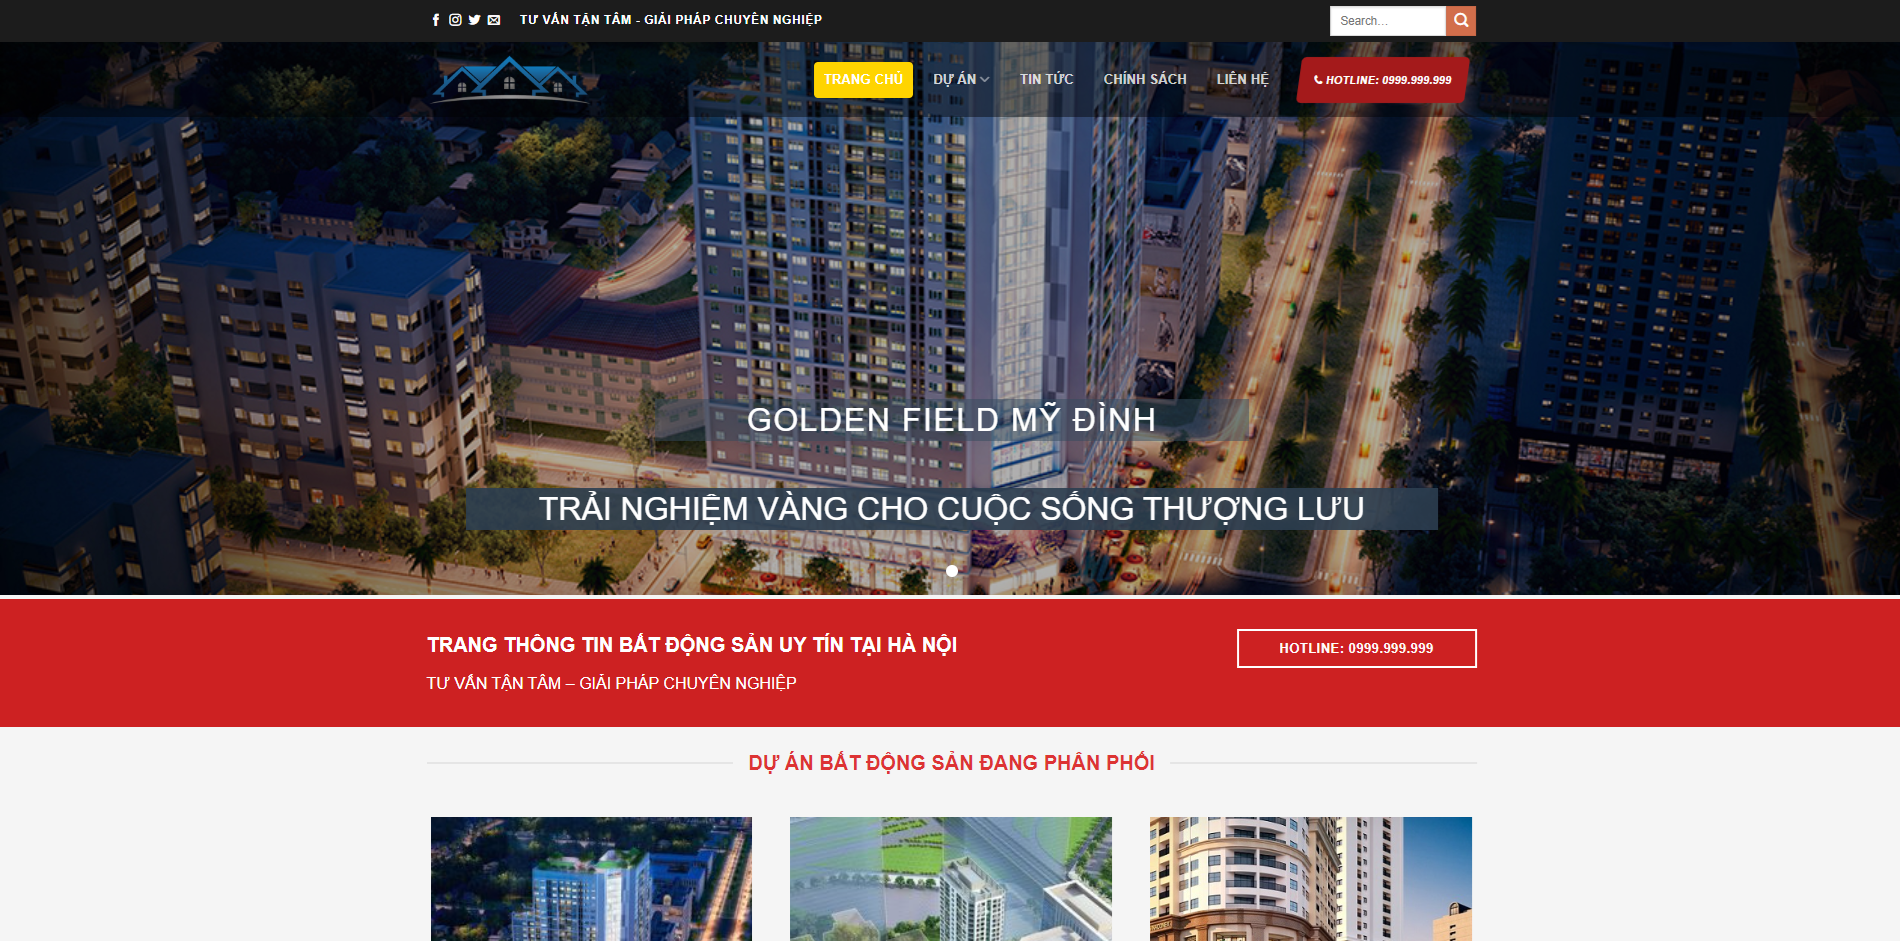 TƯ VẤN TẬN TÂM - GIẢI PHÁP CHUYÊN NGHIỆP
Search...
TRANG CHỦ
DỰ ÁN
TIN TỨC
CHÍNH SÁCH
LIÊN HỆ
HOTLINE: 0999.999.999
GOLDEN FIELD MỸ ĐÌNH
TRẢI NGHIỆM VÀNG CHO CUỘC SỐNG THƯỢNG LƯU
TRANG THÔNG TIN BẤT ĐỘNG SẢN UY TÍN TẠI HÀ NỘI
HOTLINE: 0999.999.999
TƯ VẤN TẬN TÂM – GIẢI PHÁP CHUYÊN NGHIỆP
DỰ ÁN BẤT ĐỘNG SẢN ĐANG PHÂN PHỐI